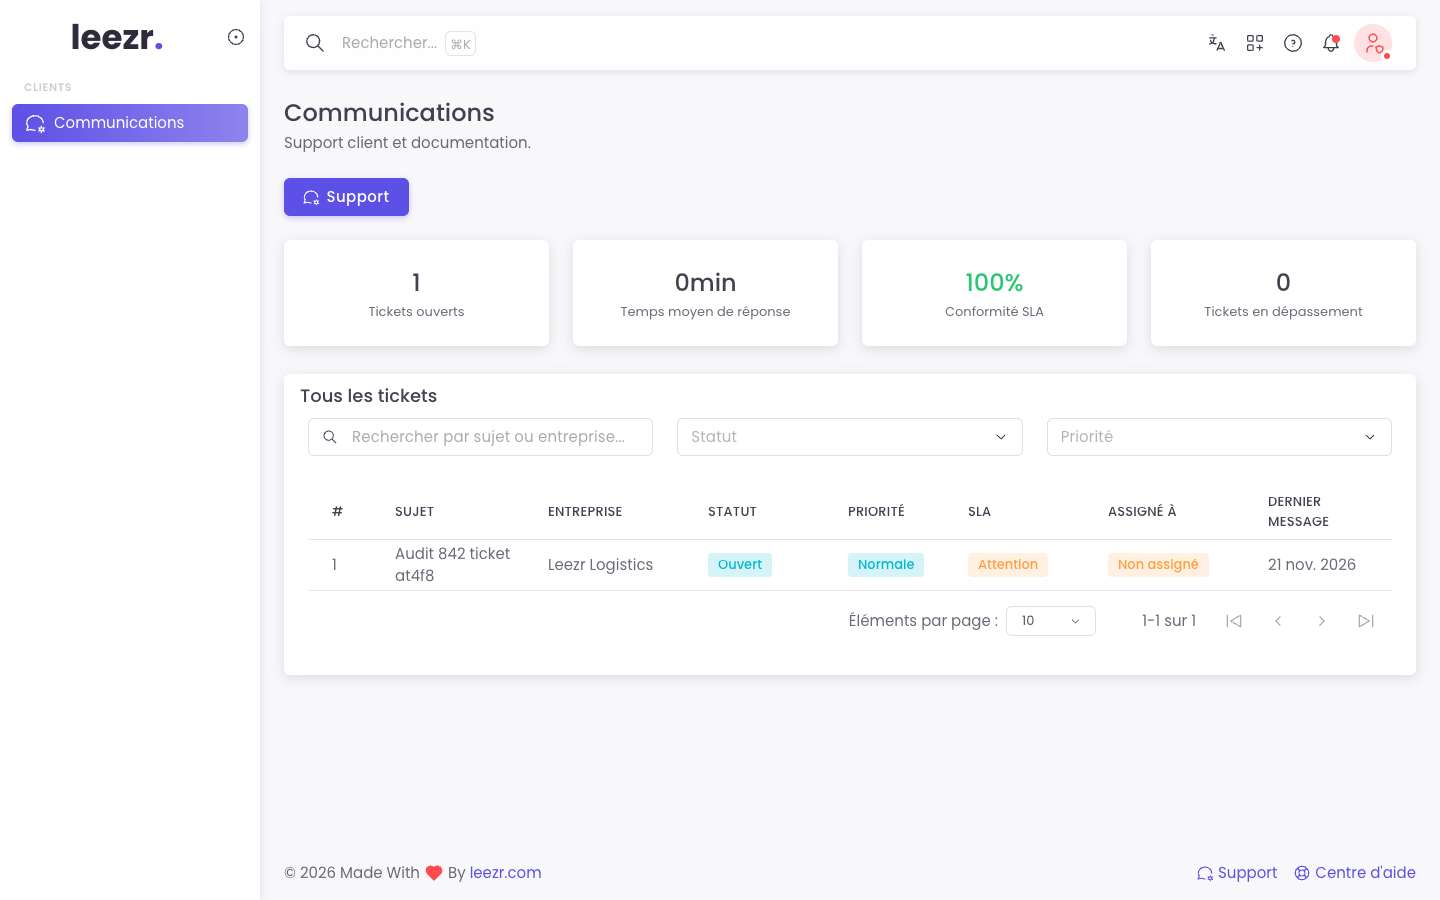 leezr.
CLIENTS
Communications
Rechercher... ⌘K
Communications
Support client et documentation.
Support
1
Tickets ouverts
0min
Temps moyen de réponse
100%
Conformité SLA
0
Tickets en dépassement
Tous les tickets
Rechercher par sujet ou entreprise...
Statut
Priorité
# SUJET ENTREPRISE STATUT PRIORITÉ SLA ASSIGNÉ À DERNIER MESSAGE
1 Audit 842 ticket at4f8 Leezr Logistics Ouvert Normale Attention Non assigné 21 nov. 2026
Éléments par page : 10 1-1 sur 1
© 2026 Made With By leezr.com
Support Centre d'aide